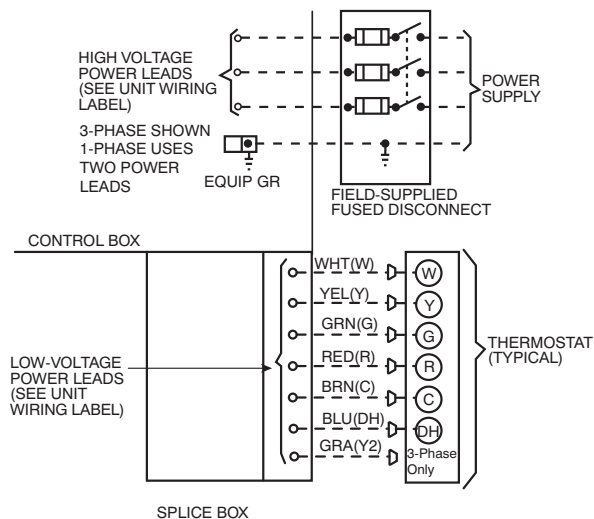 HIGH VOLTAGE
POWER LEADS
(SEE UNIT WIRING
LABEL)
POWER
SUPPLY
3-PHASE SHOWN
1-PHASE USES
TWO POWER
LEADS
EQUIP GR
FIELD-SUPPLIED
FUSED DISCONNECT
CONTROL BOX
WHT(W)
W
YEL(Y)
Y
GRN(G)
G
RED(R)
R
BRN(C)
C
BLU(DH)
DH
GRA(Y2)
3-Phase
Only
THERMOSTAT
(TYPICAL)
LOW-VOLTAGE
POWER LEADS
(SEE UNIT
WIRING LABEL)
SPLICE BOX